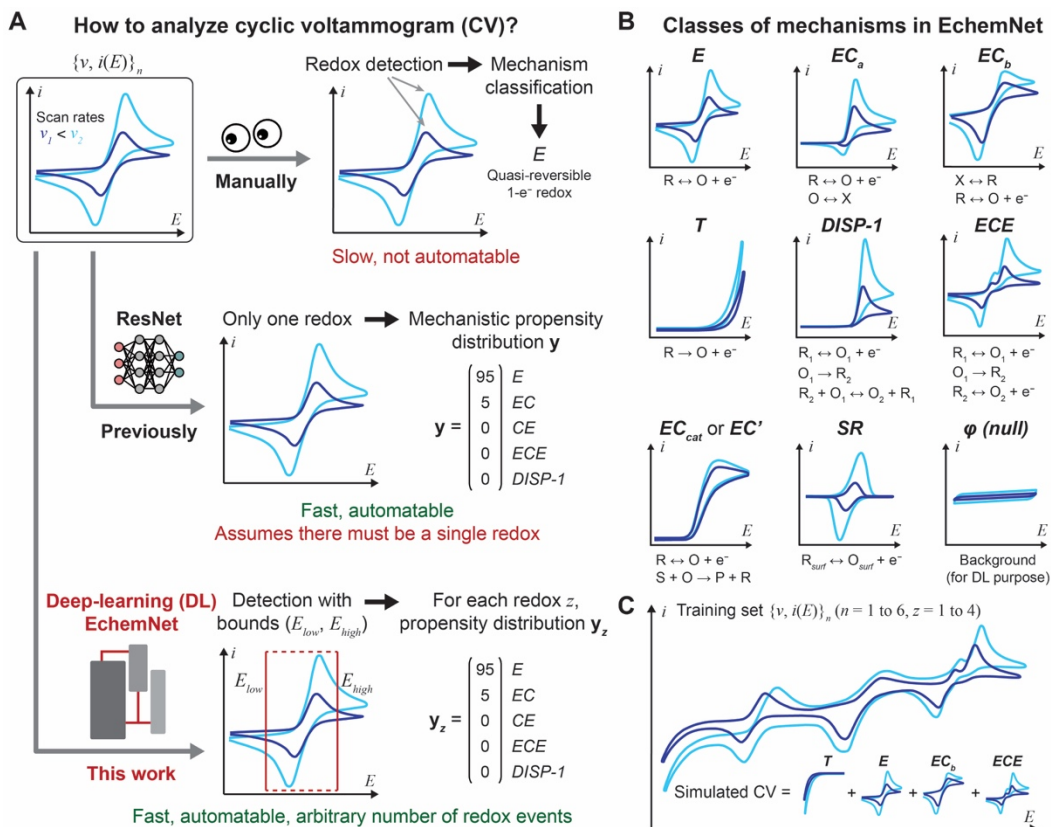 A
How to analyze cyclic voltammogram (CV)?
{v, i(E)}n
i
Scan rates
v1 < v2
E
Manually
Redox detection
i
E
Mechanism
classification
E
Quasi-reversible
1-e⁻ redox
Slow, not automatable
ResNet
Previously
Only one redox
Mechanistic propensity
distribution y
i
E
y =
95 E
5 EC
0 CE
0 ECE
0 DISP-1
Fast, automatable
Assumes there must be a single redox
Deep-learning (DL)
EchemNet
This work
Detection with
bounds (Elow, Ehigh)
For each redox z,
propensity distribution yz
i
Elow
Ehigh
E
yz =
95 E
5 EC
0 CE
0 ECE
0 DISP-1
Fast, automatable, arbitrary number of redox events
B
Classes of mechanisms in EchemNet
E
i
E
R ↔ O + e⁻
ECa
i
E
R ↔ O + e⁻
O ↔ X
ECb
i
E
X ↔ R
R ↔ O + e⁻
T
i
E
R → O + e⁻
DISP-1
i
E
R1 ↔ O1 + e⁻
O1 → R2
R2 + O1 ↔ O2 + R1
ECE
i
E
R1 ↔ O1 + e⁻
O1 → R2
R2 ↔ O2 + e⁻
ECcat or EC'
i
E
R ↔ O + e⁻
S + O → P + R
SR
i
E
Rsurf ↔ Osurf + e⁻
φ (null)
i
E
Background
(for DL purpose)
C
i
Training set {v, i(E)}n (n = 1 to 6, z = 1 to 4)
Simulated CV =
T
+
E
+
ECb
+
ECE
E